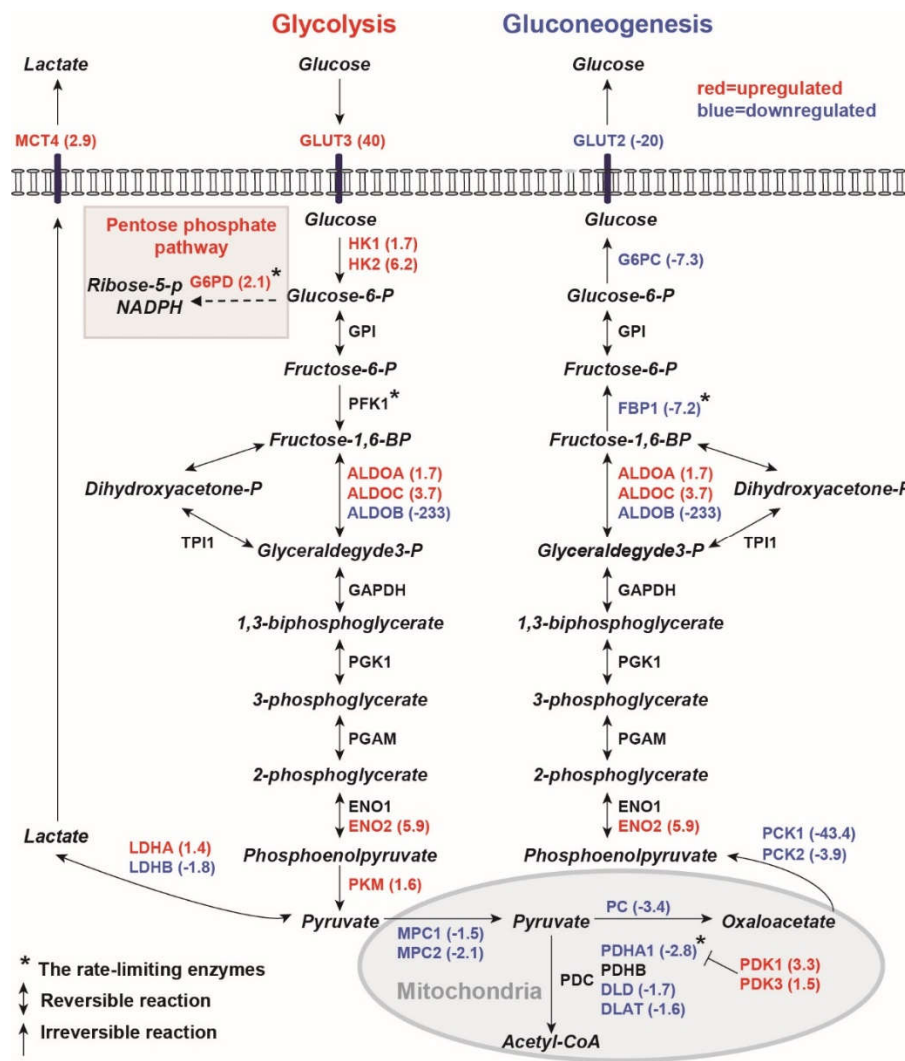 Glycolysis
Gluconeogenesis
Lactate
Glucose
Glucose
red=upregulated
blue=downregulated
MCT4 (2.9)
GLUT3 (40)
GLUT2 (-20)
Glucose
Glucose
Pentose phosphate
pathway
HK1 (1.7)
HK2 (6.2)
G6PC (-7.3)
Ribose-5-p
NADPH
G6PD (2.1)*
Glucose-6-P
Glucose-6-P
GPI
GPI
Fructose-6-P
Fructose-6-P
PFK1*
FBP1 (-7.2)*
Fructose-1,6-BP
Fructose-1,6-BP
ALDOA (1.7)
ALDOC (3.7)
ALDOB (-233)
ALDOA (1.7)
ALDOC (3.7)
ALDOB (-233)
Dihydroxyacetone-P
Dihydroxyacetone-P
TPI1
TPI1
Glyceraldegyde3-P
Glyceraldegyde3-P
GAPDH
GAPDH
1,3-biphosphoglycerate
1,3-biphosphoglycerate
PGK1
PGK1
3-phosphoglycerate
3-phosphoglycerate
PGAM
PGAM
2-phosphoglycerate
2-phosphoglycerate
ENO1
ENO2 (5.9)
ENO1
ENO2 (5.9)
PCK1 (-43.4)
PCK2 (-3.9)
Lactate
LDHA (1.4)
LDHB (-1.8)
Phosphoenolpyruvate
Phosphoenolpyruvate
PKM (1.6)
Pyruvate
Pyruvate
PC (-3.4)
Oxaloacetate
MPC1 (-1.5)
MPC2 (-2.1)
PDC
PDHA1 (-2.8)*
PDHB
DLD (-1.7)
DLAT (-1.6)
PDK1 (3.3)
PDK3 (1.5)
Mitochondria
Acetyl-CoA
* The rate-limiting enzymes
Reversible reaction
Irreversible reaction